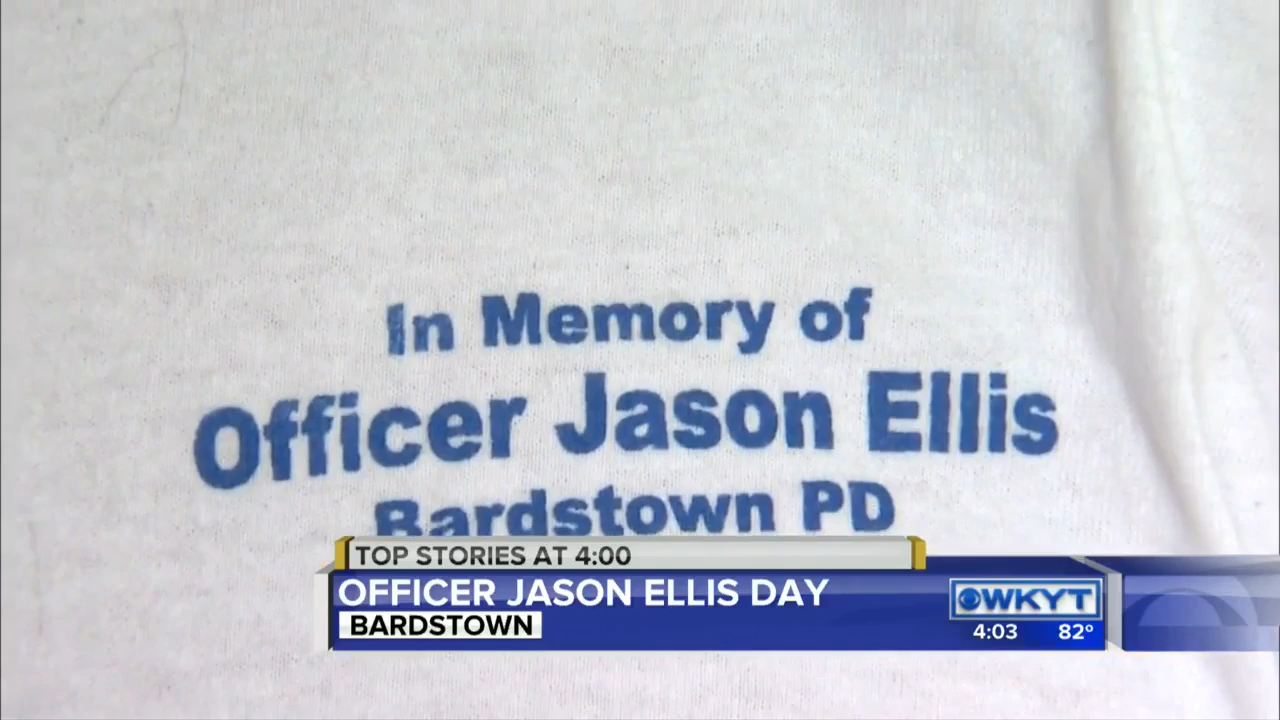 In Memory of
Officer Jason Ellis
Bardstown PD
TOP STORIES AT 4:00
OFFICER JASON ELLIS DAY
BARDSTOWN
WKYT
4:03 82°